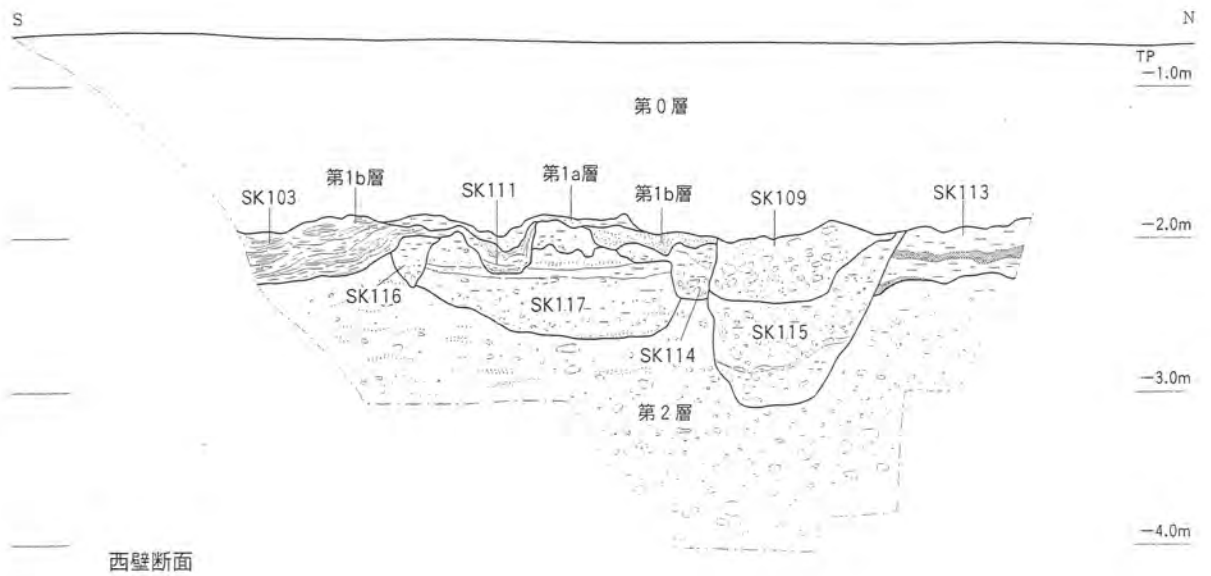 S
N
TP
−1.0m
第0層
SK103
第1b層
SK111
第1a層
第1b層
SK109
SK113
−2.0m
SK116
SK117
SK114
SK115
−3.0m
第2層
−4.0m
西壁断面